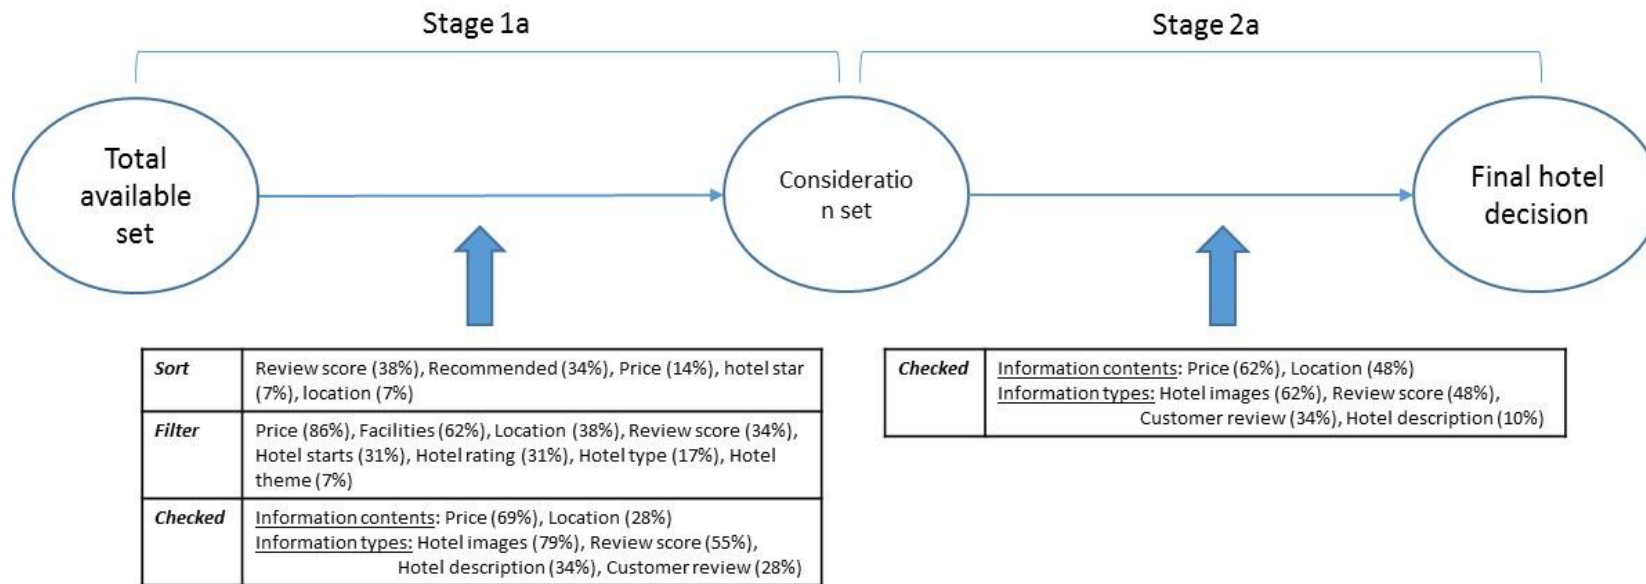 Stage 1a
Stage 2a
Total
available
set
Consideratio
n set
Final hotel
decision
Sort
Review score (38%), Recommended (34%), Price (14%), hotel star
(7%), location (7%)
Filter
Price (86%), Facilities (62%), Location (38%), Review score (34%),
Hotel starts (31%), Hotel rating (31%), Hotel type (17%), Hotel
theme (7%)
Checked
Information contents: Price (69%), Location (28%)
Information types: Hotel images (79%), Review score (55%),
Hotel description (34%), Customer review (28%)
Checked
Information contents: Price (62%), Location (48%)
Information types: Hotel images (62%), Review score (48%),
Customer review (34%), Hotel description (10%)